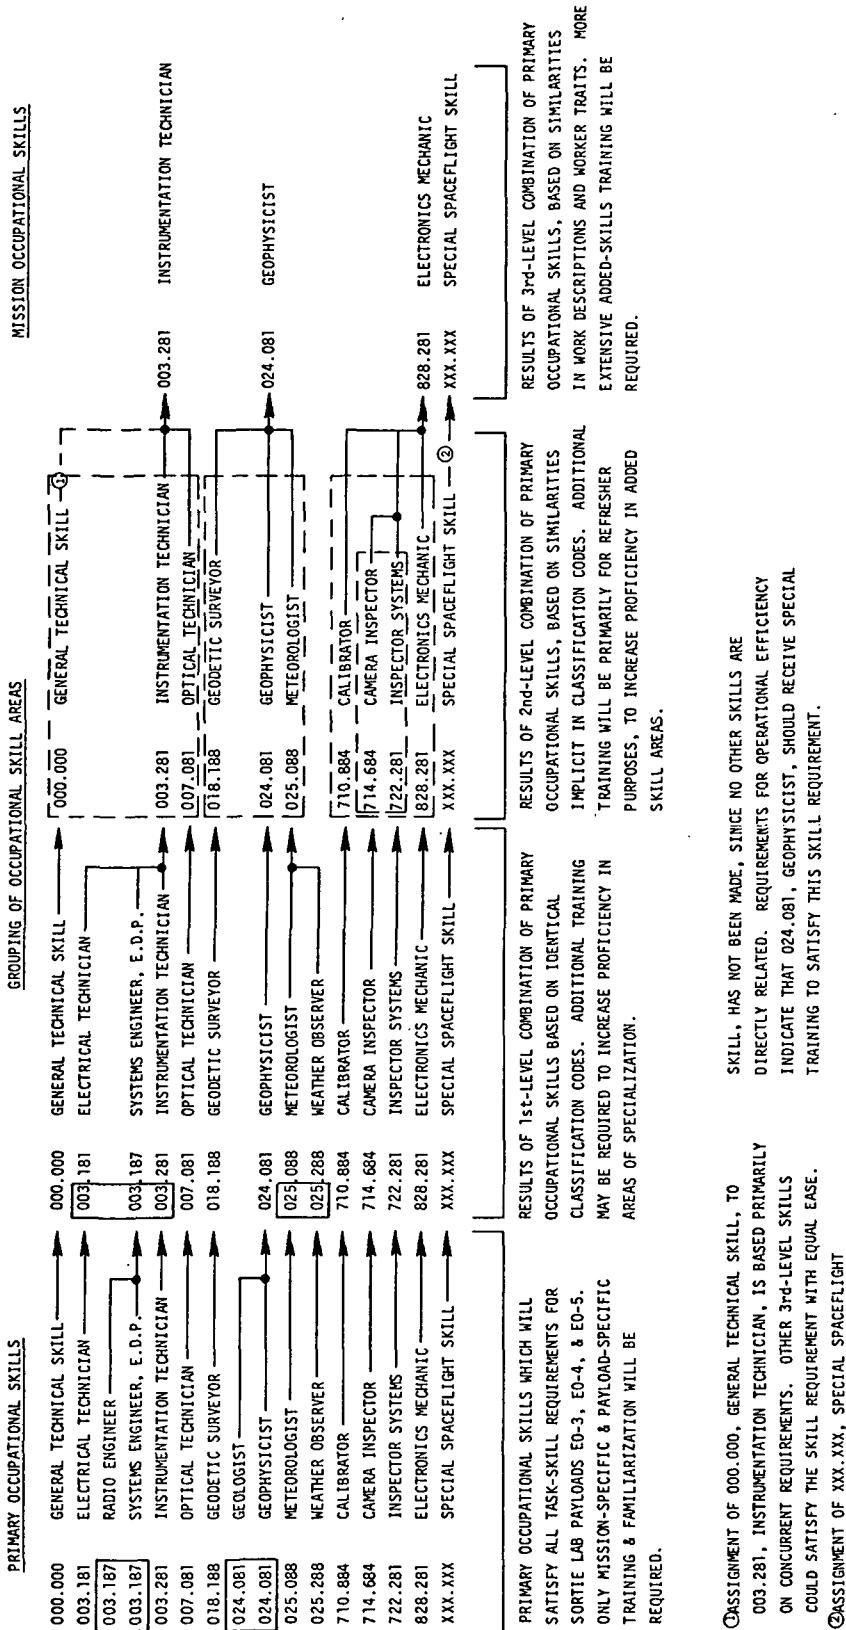 PRIMARY OCCUPATIONAL SKILLS
000.000 GENERAL TECHNICAL SKILL
003.181 ELECTRICAL TECHNICIAN
003.187 RADIO ENGINEER
003.187 SYSTEMS ENGINEER, E.D.P.
003.281 INSTRUMENTATION TECHNICIAN
007.081 OPTICAL TECHNICIAN
018.188 GEODETIC SURVEYOR
024.081 GEOLOGIST
024.081 GEOPHYSICIST
025.088 METEOROLOGIST
025.288 WEATHER OBSERVER
710.884 CALIBRATOR
714.684 CAMERA INSPECTOR
722.281 INSPECTOR SYSTEMS
828.281 ELECTRONICS MECHANIC
XXX.XXX SPECIAL SPACEFLIGHT SKILL
PRIMARY OCCUPATIONAL SKILLS WHICH WILL
SATISFY ALL TASK-SKILL REQUIREMENTS FOR
SORTIE LAB PAYLOADS EO-3, EO-4, & EO-5.
ONLY MISSION-SPECIFIC & PAYLOAD-SPECIFIC
TRAINING & FAMILIARIZATION WILL BE
REQUIRED.
GROUPING OF OCCUPATIONAL SKILL AREAS
000.000 GENERAL TECHNICAL SKILL
003.181 ELECTRICAL TECHNICIAN
003.187 SYSTEMS ENGINEER, E.D.P.
003.281 INSTRUMENTATION TECHNICIAN
007.081 OPTICAL TECHNICIAN
018.188 GEODETIC SURVEYOR
024.081 GEOPHYSICIST
025.088 METEOROLOGIST
025.288 WEATHER OBSERVER
710.884 CALIBRATOR
714.684 CAMERA INSPECTOR
722.281 INSPECTOR SYSTEMS
828.281 ELECTRONICS MECHANIC
XXX.XXX SPECIAL SPACEFLIGHT SKILL
RESULTS OF 1st-LEVEL COMBINATION OF PRIMARY
OCCUPATIONAL SKILLS BASED ON IDENTICAL
CLASSIFICATION CODES. ADDITIONAL TRAINING
MAY BE REQUIRED TO INCREASE PROFICIENCY IN
AREAS OF SPECIALIZATION.
000.000 GENERAL TECHNICAL SKILL ①
003.281 INSTRUMENTATION TECHNICIAN
007.081 OPTICAL TECHNICIAN
018.188 GEODETIC SURVEYOR
024.081 GEOPHYSICIST
025.088 METEOROLOGIST
710.884 CALIBRATOR
714.684 CAMERA INSPECTOR
722.281 INSPECTOR SYSTEMS
828.281 ELECTRONICS MECHANIC
XXX.XXX SPECIAL SPACEFLIGHT SKILL ②
RESULTS OF 2nd-LEVEL COMBINATION OF PRIMARY
OCCUPATIONAL SKILLS, BASED ON SIMILARITIES
IMPLICIT IN CLASSIFICATION CODES. ADDITIONAL
TRAINING WILL BE PRIMARILY FOR REFRESHER
PURPOSES, TO INCREASE PROFICIENCY IN ADDED
SKILL AREAS.
MISSION OCCUPATIONAL SKILLS
003.281 INSTRUMENTATION TECHNICIAN
024.081 GEOPHYSICIST
828.281 ELECTRONICS MECHANIC
XXX.XXX SPECIAL SPACEFLIGHT SKILL
RESULTS OF 3rd-LEVEL COMBINATION OF PRIMARY
OCCUPATIONAL SKILLS, BASED ON SIMILARITIES
IN WORK DESCRIPTIONS AND WORKER TRAITS. MORE
EXTENSIVE ADDED-SKILLS TRAINING WILL BE
REQUIRED.
①ASSIGNMENT OF 000.000, GENERAL TECHNICAL SKILL, TO
003.281, INSTRUMENTATION TECHNICIAN, IS BASED PRIMARILY
ON CONCURRENT REQUIREMENTS. OTHER 3rd-LEVEL SKILLS
COULD SATISFY THE SKILL REQUIREMENT WITH EQUAL EASE.
②ASSIGNMENT OF XXX.XXX, SPECIAL SPACEFLIGHT
SKILL, HAS NOT BEEN MADE, SINCE NO OTHER SKILLS ARE
DIRECTLY RELATED. REQUIREMENTS FOR OPERATIONAL EFFICIENCY
INDICATE THAT 024.081, GEOPHYSICIST, SHOULD RECEIVE SPECIAL
TRAINING TO SATISFY THIS SKILL REQUIREMENT.